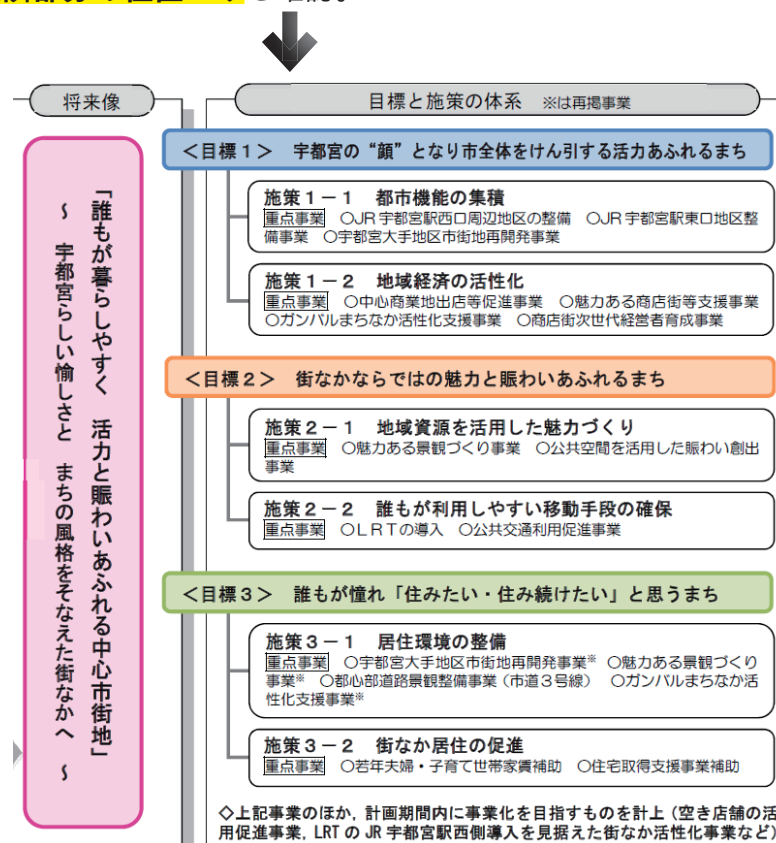 将来像
目標と施策の体系 ※は再掲事業
「誰もが暮らしやすく 活力と賑わいあふれる中心市街地」
～ 宇都宮らしい愉しさと まちの風格をそなえた街なかへ ～
＜目標１＞ 宇都宮の“顔”となり市全体をけん引する活力あふれるまち
施策１－１ 都市機能の集積
重点事業 〇JR宇都宮駅西口周辺地区の整備 〇JR宇都宮駅東口地区整
備事業 〇宇都宮大手地区市街地再開発事業
施策１－２ 地域経済の活性化
重点事業 〇中心商業地出店等促進事業 〇魅力ある商店街等支援事業
〇ガンバルまちなか活性化支援事業 〇商店街次世代経営者育成事業
＜目標２＞ 街なかならではの魅力と賑わいあふれるまち
施策２－１ 地域資源を活用した魅力づくり
重点事業 〇魅力ある景観づくり事業 〇公共空間を活用した賑わい創出
事業
施策２－２ 誰もが利用しやすい移動手段の確保
重点事業 〇ＬＲＴの導入 〇公共交通利用促進事業
＜目標３＞ 誰もが憧れ「住みたい・住み続けたい」と思うまち
施策３－１ 居住環境の整備
重点事業 〇宇都宮大手地区市街地再開発事業※ 〇魅力ある景観づくり
事業※ 〇都心部道路景観整備事業（市道３号線） 〇ガンバルまちなか活
性化支援事業※
施策３－２ 街なか居住の促進
重点事業 〇若年夫婦・子育て世帯家賃補助 〇住宅取得支援事業補助
◇上記事業のほか，計画期間内に事業化を目指すものを計上（空き店舗の活
用促進事業，LRTのJR宇都宮駅西側導入を見据えた街なか活性化事業など）